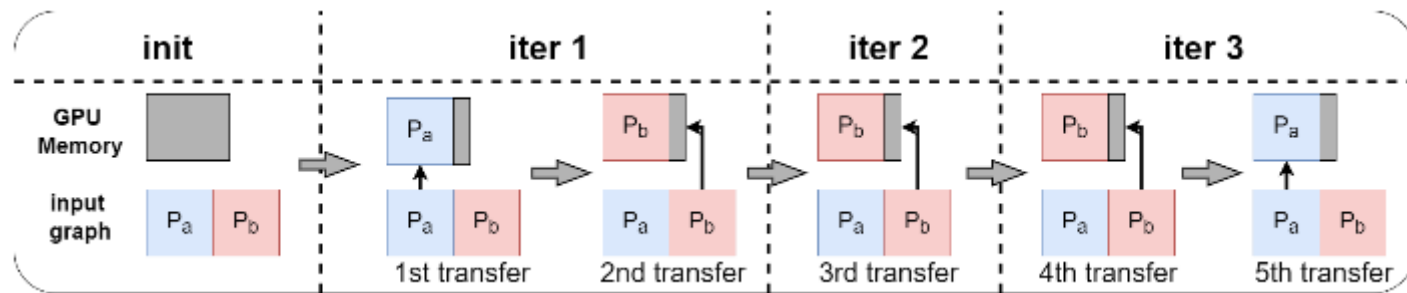 init
iter 1
iter 2
iter 3
GPU
Memory
Pa
Pb
Pb
Pb
Pa
input
graph
Pa Pb
Pa Pb
Pa Pb
Pa Pb
Pa Pb
Pa Pb
1st transfer
2nd transfer
3rd transfer
4th transfer
5th transfer